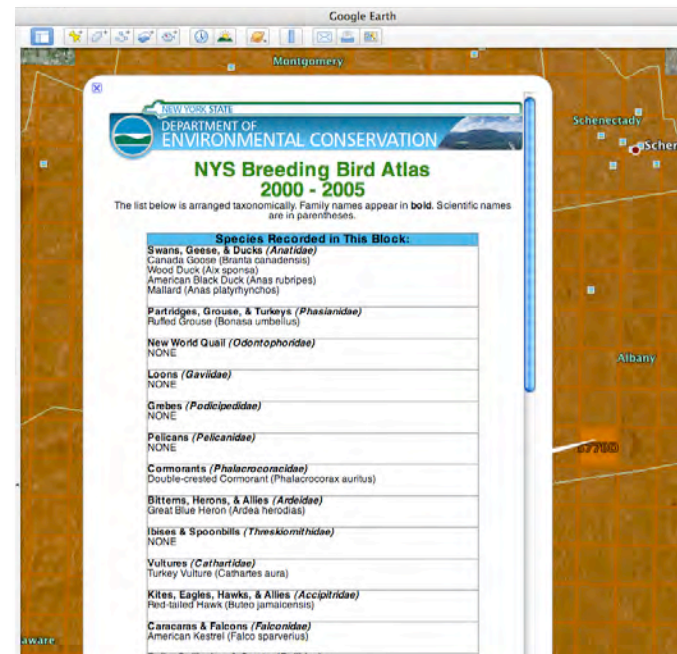 Google Earth
Montgomery
Schenectady
Scher
NEW YORK STATE
DEPARTMENT OF
ENVIRONMENTAL CONSERVATION
NYS Breeding Bird Atlas
2000 - 2005
The list below is arranged taxonomically. Family names appear in bold. Scientific names
are in parentheses.
Species Recorded in This Block:
Swans, Geese, & Ducks (Anatidae)
Canada Goose (Branta canadensis)
Wood Duck (Aix sponsa)
American Black Duck (Anas rubripes)
Mallard (Anas platyrhynchos)
Partridges, Grouse, & Turkeys (Phasianidae)
Ruffed Grouse (Bonasa umbellus)
New World Quail (Odontophoridae)
NONE
Loons (Gaviidae)
NONE
Albany
Grebes (Podicipedidae)
NONE
Pelicans (Pelicanidae)
NONE
Cormorants (Phalacrocoracidae)
Double-crested Cormorant (Phalacrocorax auritus)
Bitterns, Herons, & Allies (Ardeidae)
Great Blue Heron (Ardea herodias)
Ibises & Spoonbills (Threskiornithidae)
NONE
Vultures (Cathartidae)
Turkey Vulture (Cathartes aura)
Kites, Eagles, Hawks, & Allies (Accipitridae)
Red-tailed Hawk (Buteo jamaicensis)
Caracaras & Falcons (Falconidae)
American Kestrel (Falco sparverius)
aware